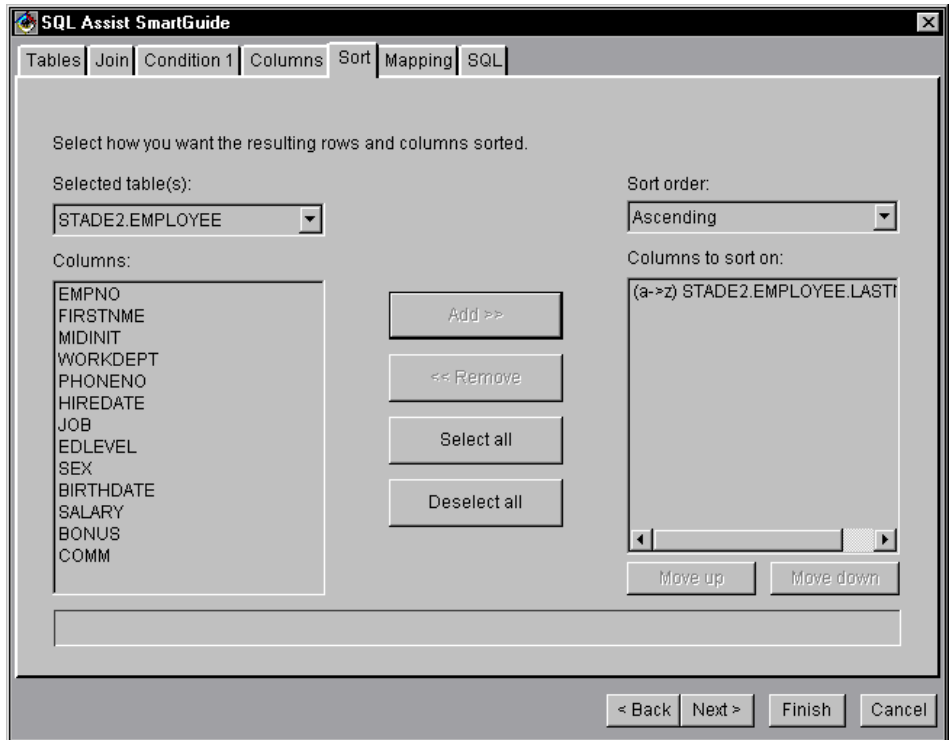 SQL Assist SmartGuide
Tables Join Condition 1 Columns Sort Mapping SQL
Select how you want the resulting rows and columns sorted.
Selected table(s):
STADE2.EMPLOYEE
Columns:
EMPNO
FIRSTNME
MIDINIT
WORKDEPT
PHONENO
HIREDATE
JOB
EDLEVEL
SEX
BIRTHDATE
SALARY
BONUS
COMM
Add >>
<< Remove
Select all
Deselect all
Sort order:
Ascending
Columns to sort on:
(a->z) STADE2.EMPLOYEE.LASTN
Move up Move down
< Back Next > Finish Cancel